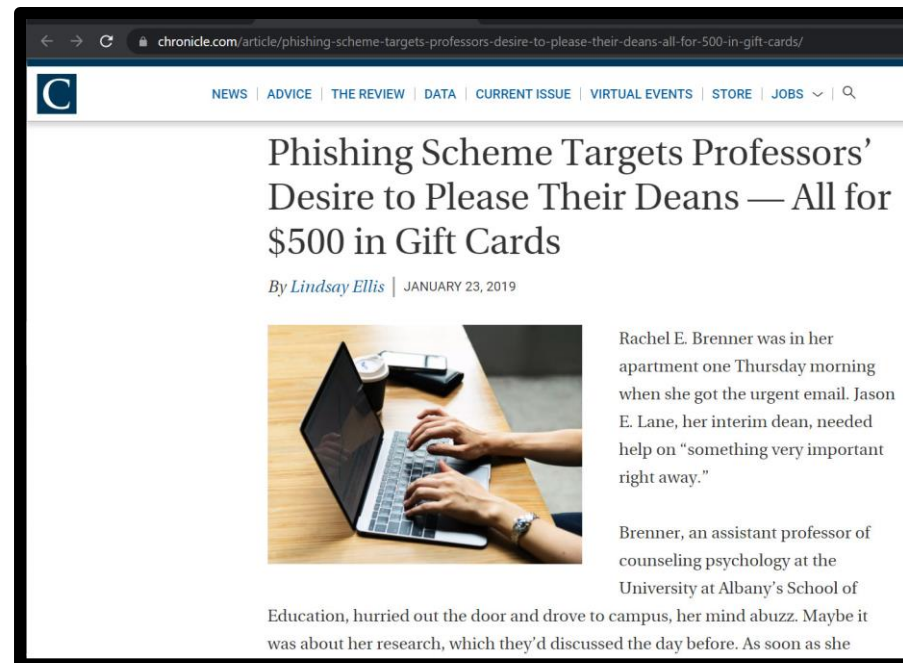 chronicle.com/article/phishing-scheme-targets-professors-desire-to-please-their-deans-all-for-500-in-gift-cards/
C
NEWS | ADVICE | THE REVIEW | DATA | CURRENT ISSUE | VIRTUAL EVENTS | STORE | JOBS
Phishing Scheme Targets Professors’
Desire to Please Their Deans — All for
$500 in Gift Cards
By Lindsay Ellis | JANUARY 23, 2019
Rachel E. Brenner was in her
apartment one Thursday morning
when she got the urgent email. Jason
E. Lane, her interim dean, needed
help on “something very important
right away.”
Brenner, an assistant professor of
counseling psychology at the
University at Albany’s School of
Education, hurried out the door and drove to campus, her mind abuzz. Maybe it
was about her research, which they’d discussed the day before. As soon as she